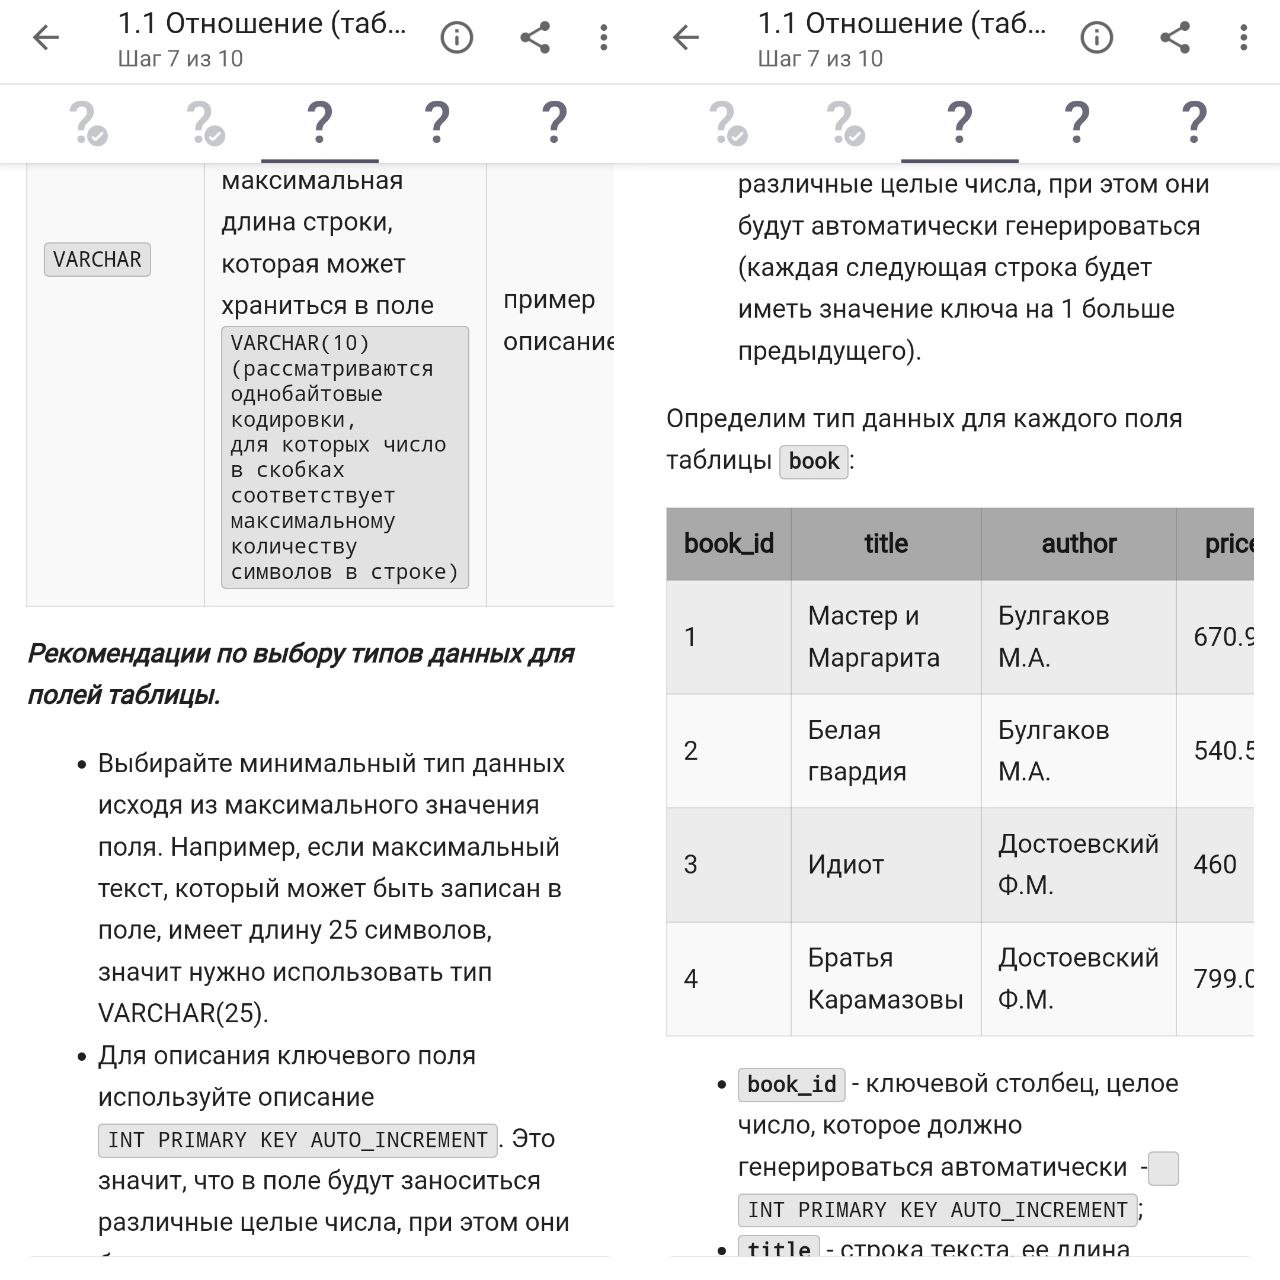 1.1 Отношение (таб...
Шаг 7 из 10
VARCHAR
максимальная
длина строки,
которая может
храниться в поле
VARCHAR(10)
(рассматриваются
однобайтовые
кодировки,
для которых число
в скобках
соответствует
максимальному
количеству
символов в строке)
пример
описание
Рекомендации по выбору типов данных для
полей таблицы.
• Выбирайте минимальный тип данных
исходя из максимального значения
поля. Например, если максимальный
текст, который может быть записан в
поле, имеет длину 25 символов,
значит нужно использовать тип
VARCHAR(25).
• Для описания ключевого поля
используйте описание
INT PRIMARY KEY AUTO_INCREMENT. Это
значит, что в поле будут заноситься
различные целые числа, при этом они
1.1 Отношение (таб...
Шаг 7 из 10
различные целые числа, при этом они
будут автоматически генерироваться
(каждая следующая строка будет
иметь значение ключа на 1 больше
предыдущего).
Определим тип данных для каждого поля
таблицы book:
book_id title author price
1 Мастер и Маргарита Булгаков М.А. 670.9
2 Белая гвардия Булгаков М.А. 540.5
3 Идиот Достоевский Ф.М. 460
4 Братья Карамазовы Достоевский Ф.М. 799.0
• book_id - ключевой столбец, целое
число, которое должно
генерироваться автоматически -
INT PRIMARY KEY AUTO_INCREMENT;
• title - строка текста, ее длина